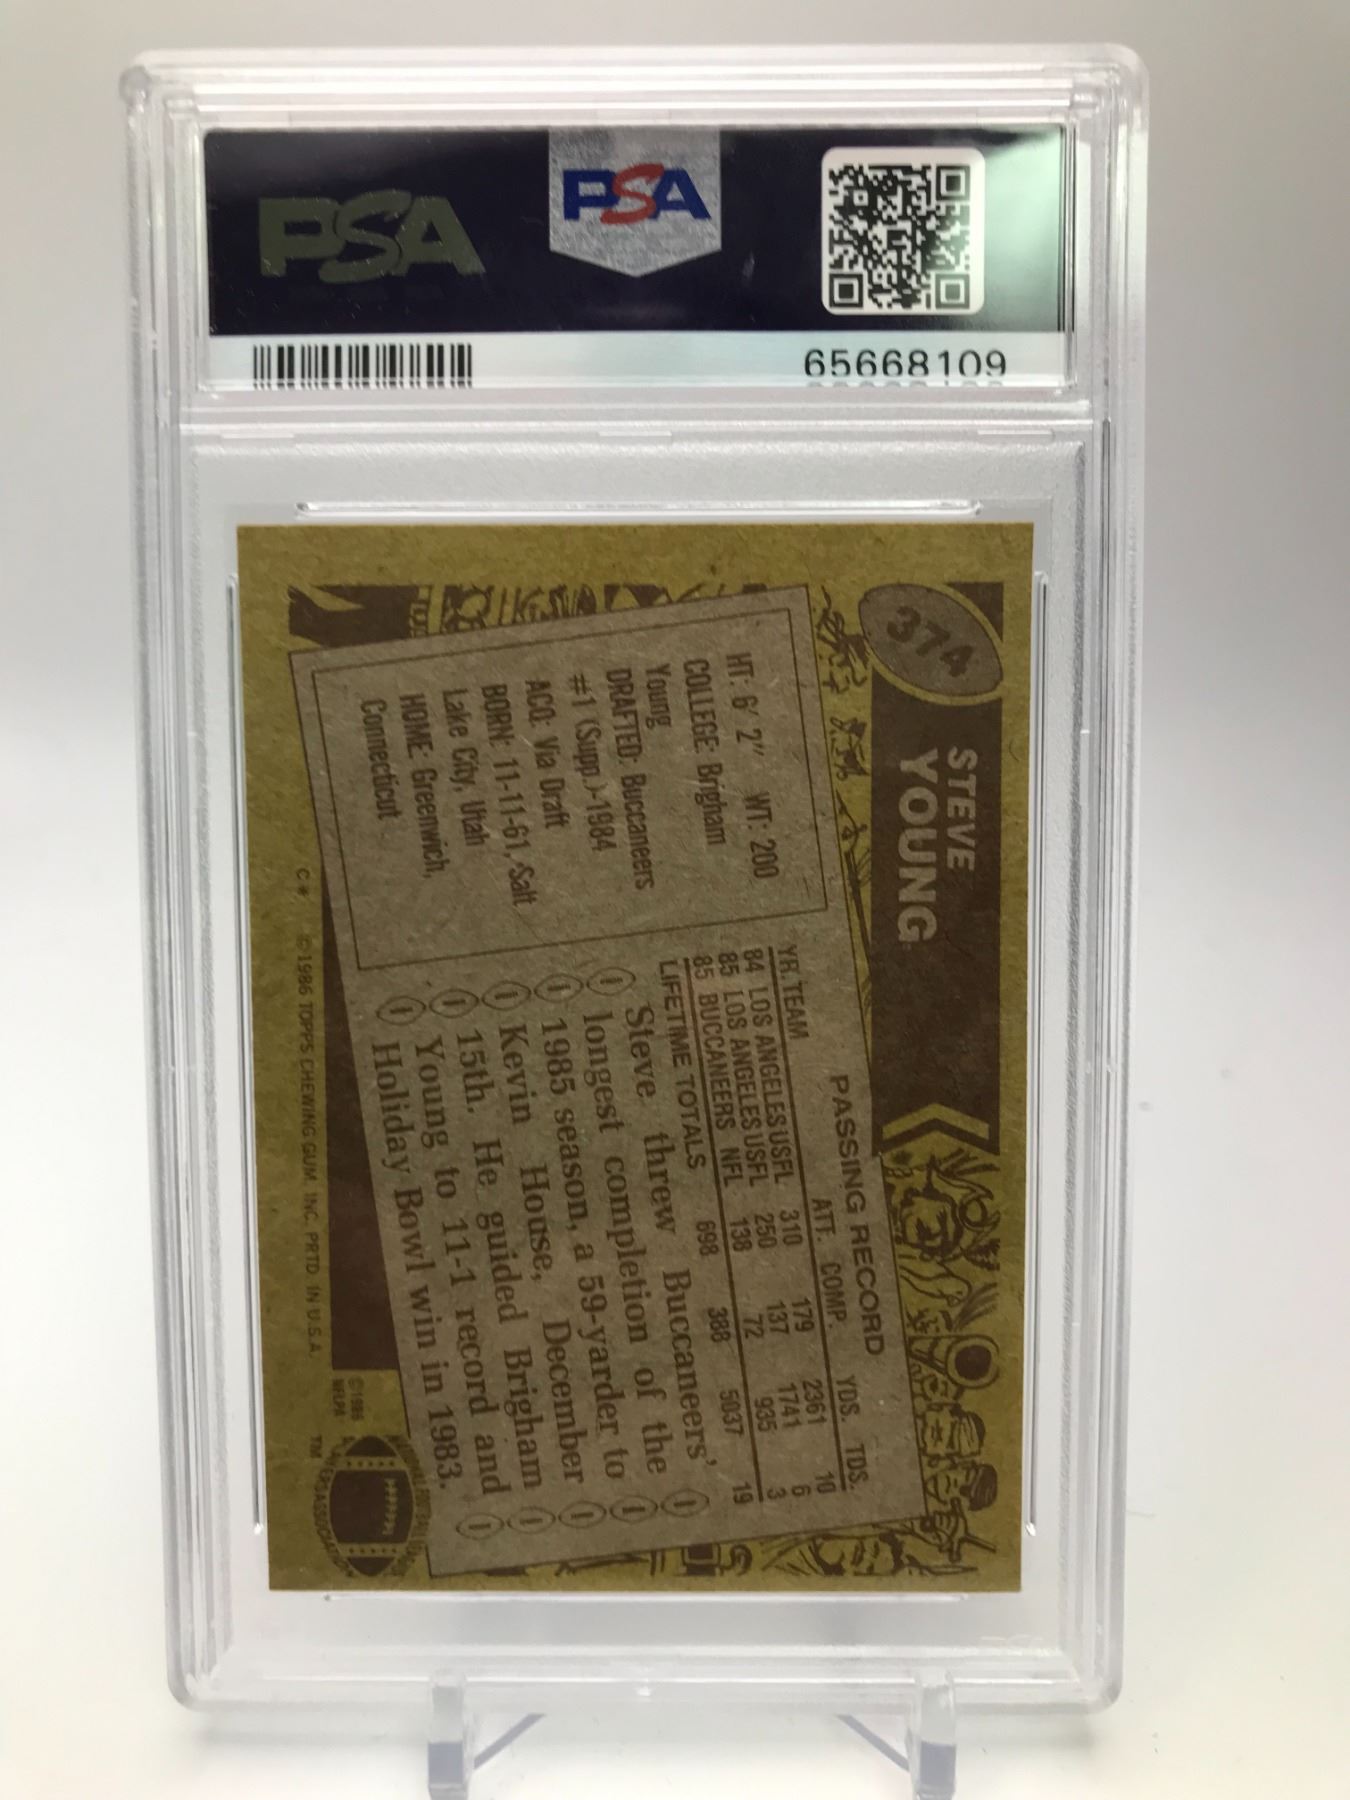 PSA
PSA
65668109
374
STEVE
YOUNG
HT: 6' 2" WT: 200
COLLEGE: Brigham
Young
DRAFTED: Buccaneers
#1 (Supp.)-1984
ACQ: Via Draft
BORN: 11-11-61, Salt
Lake City, Utah
HOME: Greenwich,
Connecticut
PASSING RECORD
YR. TEAM ATT. COMP. YDS. TDS.
84 LOS ANGELES USFL 310 179 2361 10
85 LOS ANGELES USFL 250 137 1741 6
85 BUCCANEERS NFL 138 72 935 3
LIFETIME TOTALS 698 388 5037 19
Steve threw Buccaneers'
longest completion of the
1985 season, a 59-yarder to
Kevin House, December
15th. He guided Brigham
Young to 11-1 record and
Holiday Bowl win in 1983.
C* ©1986 TOPPS CHEWING GUM, INC. PRTD. IN U.S.A.
©1986
NFLPA
TM